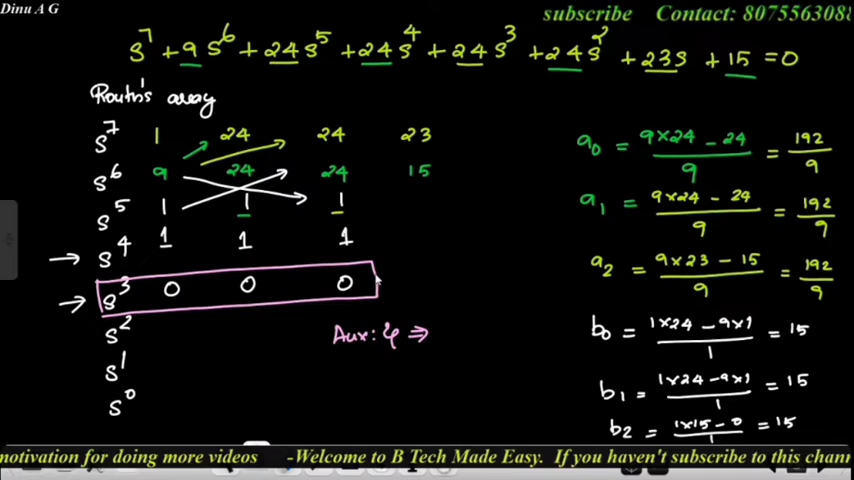 Dinu A G
subscribe Contact: 8075563088
s⁷ + 9s⁶ + 24s⁵ + 24s⁴ + 24s³ + 24s² + 23s + 15 = 0
Routh's array
s⁷ 1 24 24 23
s⁶ 9 24 24 15
s⁵ 1 1 1
s⁴ 1 1 1
s³ 0 0 0
s²
s¹
s⁰
Aux: ⇒
a₀ = (9×24 - 24)/9 = 192/9
a₁ = (9×24 - 24)/9 = 192/9
a₂ = (9×23 - 15)/9 = 192/9
b₀ = (1×24 - 9×1)/1 = 15
b₁ = (1×24 - 9×1)/1 = 15
b₂ = (1×15 - 0)/1 = 15
motivation for doing more videos -Welcome to B Tech Made Easy. If you haven't subscribe to this chann